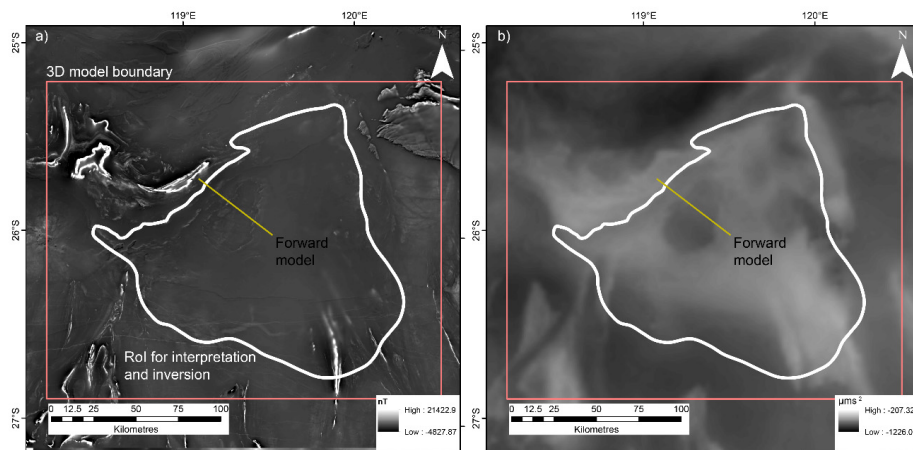 119°E
120°E
25°S
a)
N
3D model boundary
26°S
Forward
model
RoI for interpretation
and inversion
27°S
0 12.5 25 50 75 100
Kilometres
nT
High : 21422.9
Low : -4827.87
119°E
120°E
25°S
b)
N
26°S
Forward
model
27°S
0 12.5 25 50 75 100
Kilometres
µms²
High : -207.32
Low : -1226.0